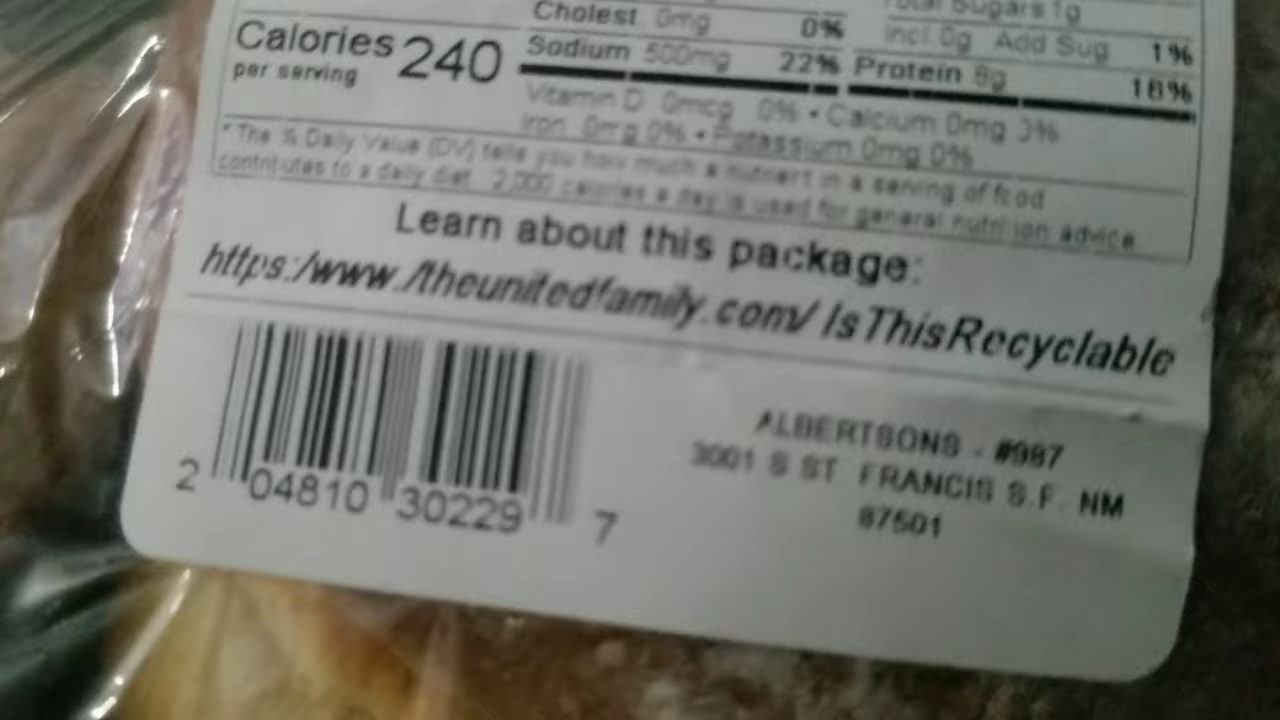 Total Sugars 1g
Cholest. 0mg 0% Incl. 0g Add Sug 1%
Calories 240
per serving
Sodium 500mg 22% Protein 8g 18%
Vitamin D 0mcg 0% • Calcium 0mg 3%
Iron 0mg 0% • Potassium 0mg 0%
* The % Daily Value (DV) tells you how much a nutrient in a serving of food
contributes to a daily diet. 2,000 calories a day is used for general nutrition advice.
Learn about this package:
https:/www./theunitedfamily.com/ IsThisRecyclable
2 04810 30229 7
ALBERTSONS - #987
3001 S ST FRANCIS S.F. NM
87501